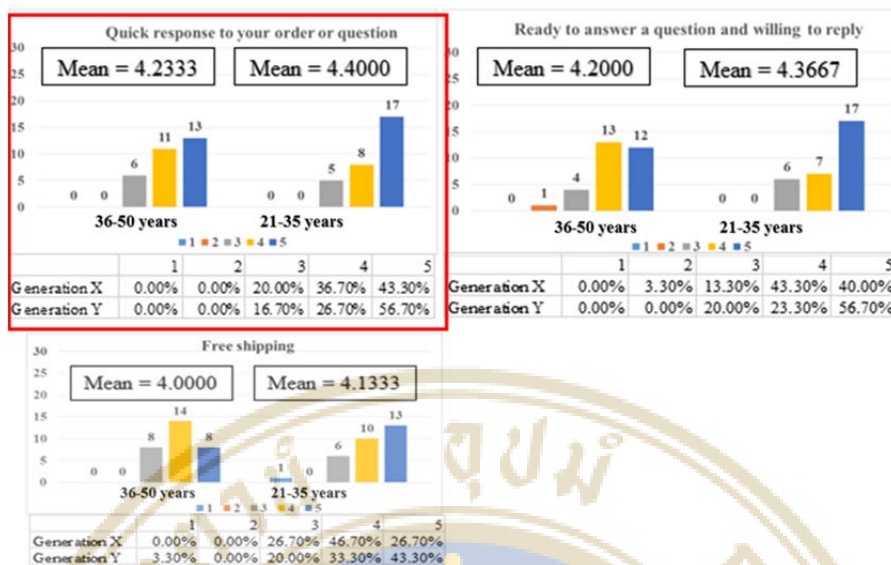 Quick response to your order or question
30
Mean = 4.2333 Mean = 4.4000
25
20
15
10
5
0
0 0 6 11 13 0 0 5 8 17
36-50 years 21-35 years
1 2 3 4 5
1 2 3 4 5
Generation X 0.00% 0.00% 20.00% 36.70% 43.30%
Generation Y 0.00% 0.00% 16.70% 26.70% 56.70%
Ready to answer a question and willing to reply
30
Mean = 4.2000 Mean = 4.3667
25
20
15
10
5
0
0 1 4 13 12 0 0 6 7 17
36-50 years 21-35 years
1 2 3 4 5
1 2 3 4 5
Generation X 0.00% 3.30% 13.30% 43.30% 40.00%
Generation Y 0.00% 0.00% 20.00% 23.30% 56.70%
Free shipping
30
Mean = 4.0000 Mean = 4.1333
25
20
15
10
5
0
0 0 8 14 8 1 0 6 10 13
36-50 years 21-35 years
1 2 3 4 5
1 2 3 4 5
Generation X 0.00% 0.00% 26.70% 46.70% 26.70%
Generation Y 3.30% 0.00% 20.00% 33.30% 43.30%